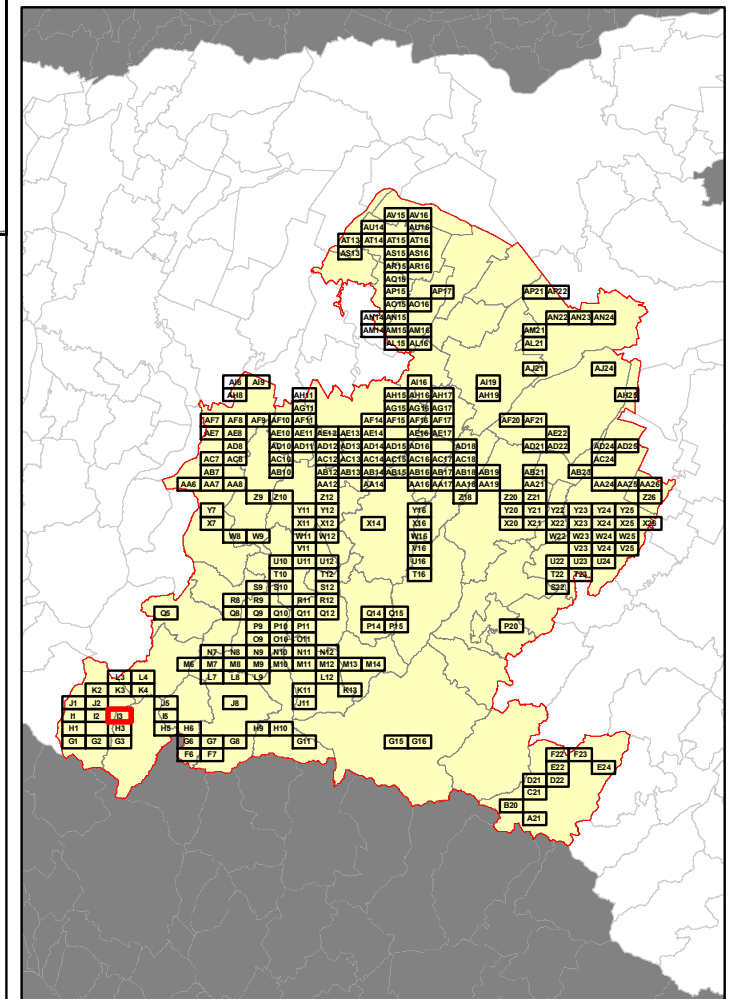 AV15 AV16
AU14 AU16
AT13 AT14 AT15 AT16
AS13 AS15 AS16
AR15 AR16
AQ15
AP15 AP17 AP21 AP22
AO15 AO16
AN14 AN15 AN22 AN23 AN24
AM14 AM15 AM16 AM21
AL15 AL16 AL21
AJ21 AJ24
AI8 AI9 AI16 AI19
AH8 AH11 AH15 AH16 AH17 AH19 AH25
AG11 AG15 AG16 AG17
AF7 AF8 AF9 AF10 AF11 AF14 AF15 AF16 AF17 AF20 AF21
AE7 AE8 AE10 AE11 AE12 AE13 AE14 AE16 AE17 AE22
AD8 AD10 AD11 AD12 AD13 AD14 AD15 AD16 AD18 AD21 AD22 AD24 AD25
AC7 AC8 AC10 AC12 AC13 AC14 AC15 AC16 AC17 AC18 AC24
AB7 AB10 AB12 AB13 AB14 AB15 AB16 AB17 AB18 AB19 AB21 AB23
AA6 AA7 AA8 AA12 AA14 AA16 AA17 AA18 AA19 AA21 AA24 AA25 AA26
Z9 Z10 Z12 Z18 Z20 Z21 Z26
Y7 Y11 Y12 Y16 Y20 Y21 Y22 Y23 Y24 Y25
X7 X11 X12 X14 X16 X20 X21 X22 X23 X24 X25 X26
W8 W9 W11 W12 W16 W22 W23 W24 W25
V11 V16 V23 V24 V25
U10 U11 U12 U16 U22 U23 U24
T10 T12 T16 T22 T23
S9 S10 S12 S22
R8 R9 R11 R12
Q5 Q8 Q9 Q10 Q11 Q12 Q14 Q15
P9 P10 P11 P14 P15 P20
O9 O10 O11
N7 N8 N9 N10 N11 N12
M6 M7 M8 M9 M10 M11 M12 M13 M14
L3 L4 L7 L8 L9 L12
K2 K3 K4 K11 K13
J1 J2 J5 J8 J11
I1 I2 I3 I5
H1 H3 H5 H6 H9 H10
G1 G2 G3 G6 G7 G8 G11 G15 G16
F6 F7 F22 F23
E22 E24
D21 D22
C21
B20
A21